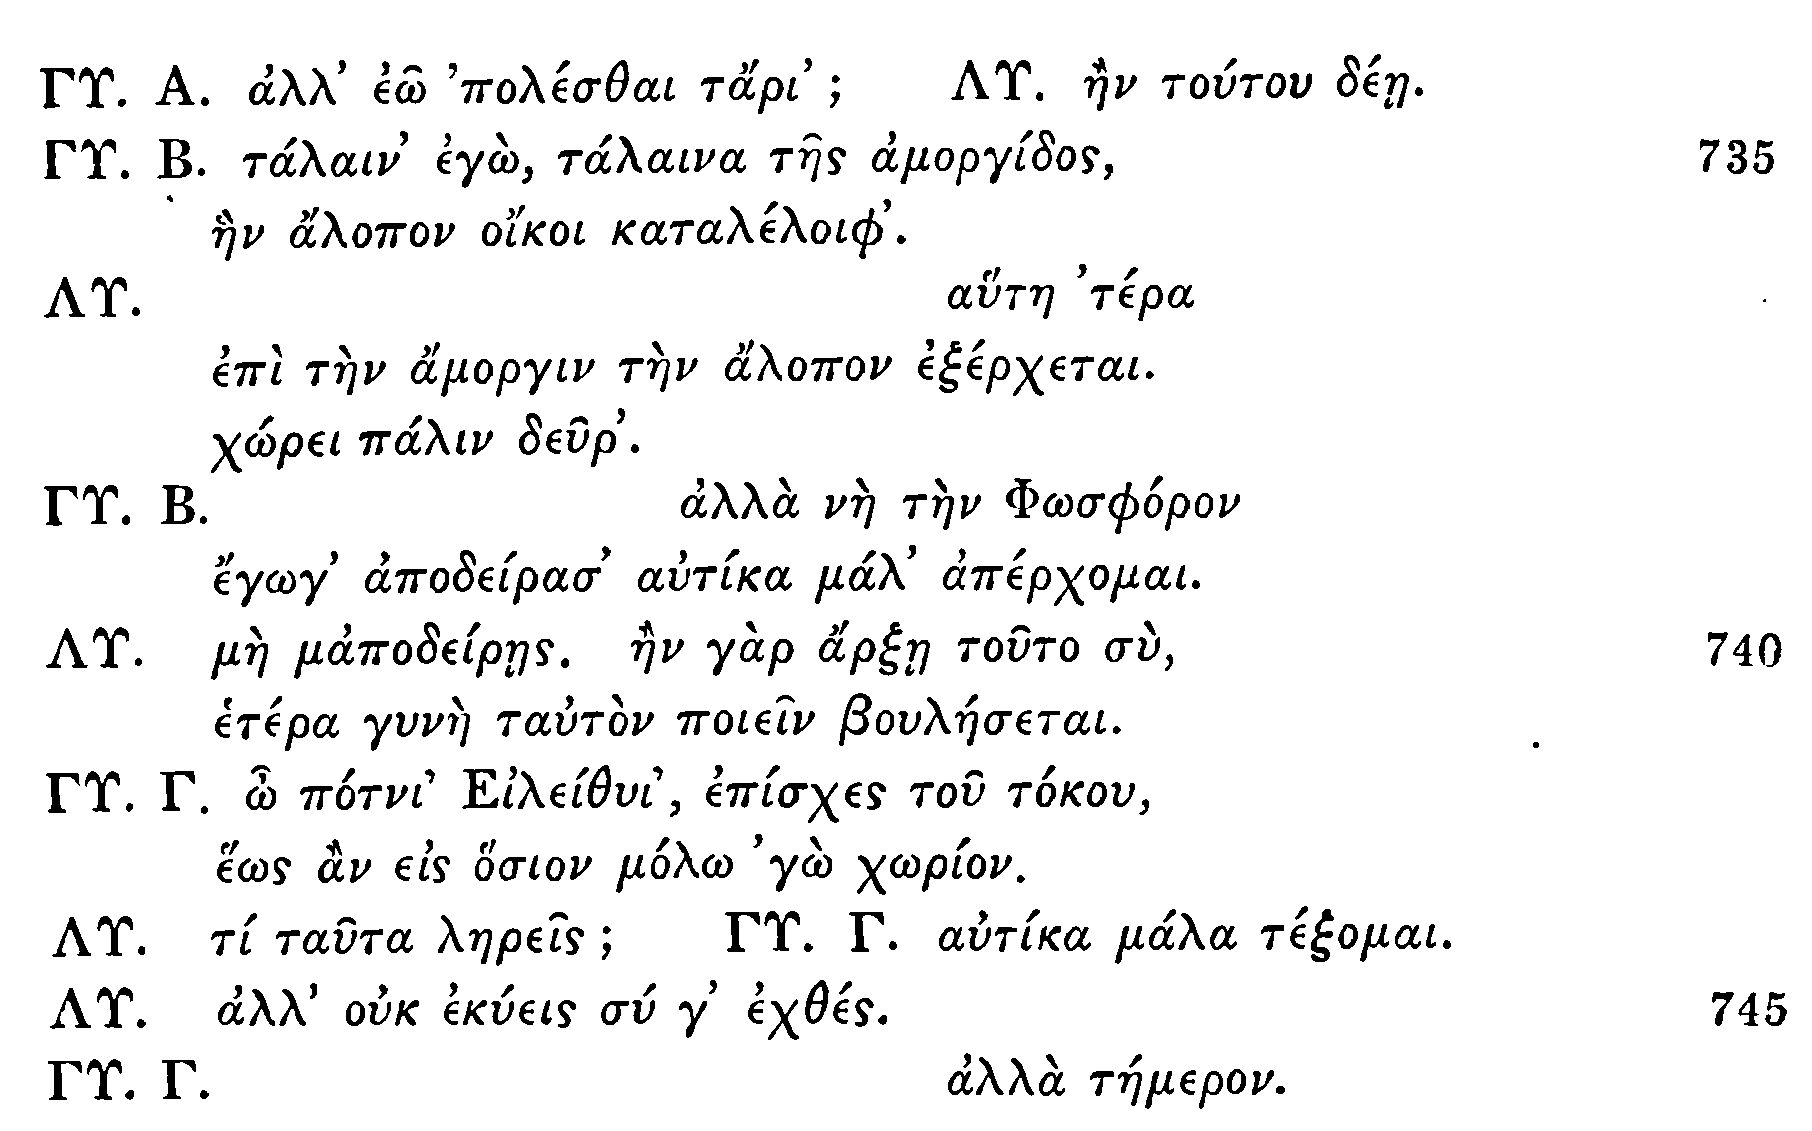 ΓΥ. Α. ἀλλ’ ἐῶ ’πολέσθαι τἄρι’ ; ΛΥ. ἢν τούτου δέῃ.
ΓΥ. Β. τάλαιν’ ἐγὼ, τάλαινα τῆς ἀμοργίδος, 735
ἣν ἄλοπον οἴκοι καταλέλοιφ’.
ΛΥ. αὕτη ’τέρα
ἐπὶ τὴν ἄμοργιν τὴν ἄλοπον ἐξέρχεται.
χώρει πάλιν δεῦρ’.
ΓΥ. Β. ἀλλὰ νὴ τὴν Φωσφόρον
ἔγωγ’ ἀποδείρασ’ αὐτίκα μάλ’ ἀπέρχομαι.
ΛΥ. μὴ μἀποδείρῃς. ἢν γὰρ ἄρξῃ τοῦτο σὺ, 740
ἑτέρα γυνὴ ταὐτὸν ποιεῖν βουλήσεται.
ΓΥ. Γ. ὦ πότνι’ Εἰλείθυι’, ἐπίσχες τοῦ τόκου,
ἕως ἂν εἰς ὅσιον μόλω ’γὼ χωρίον.
ΛΥ. τί ταῦτα ληρεῖς ; ΓΥ. Γ. αὐτίκα μάλα τέξομαι.
ΛΥ. ἀλλ’ οὐκ ἐκύεις σύ γ’ ἐχθές. 745
ΓΥ. Γ. ἀλλὰ τήμερον.